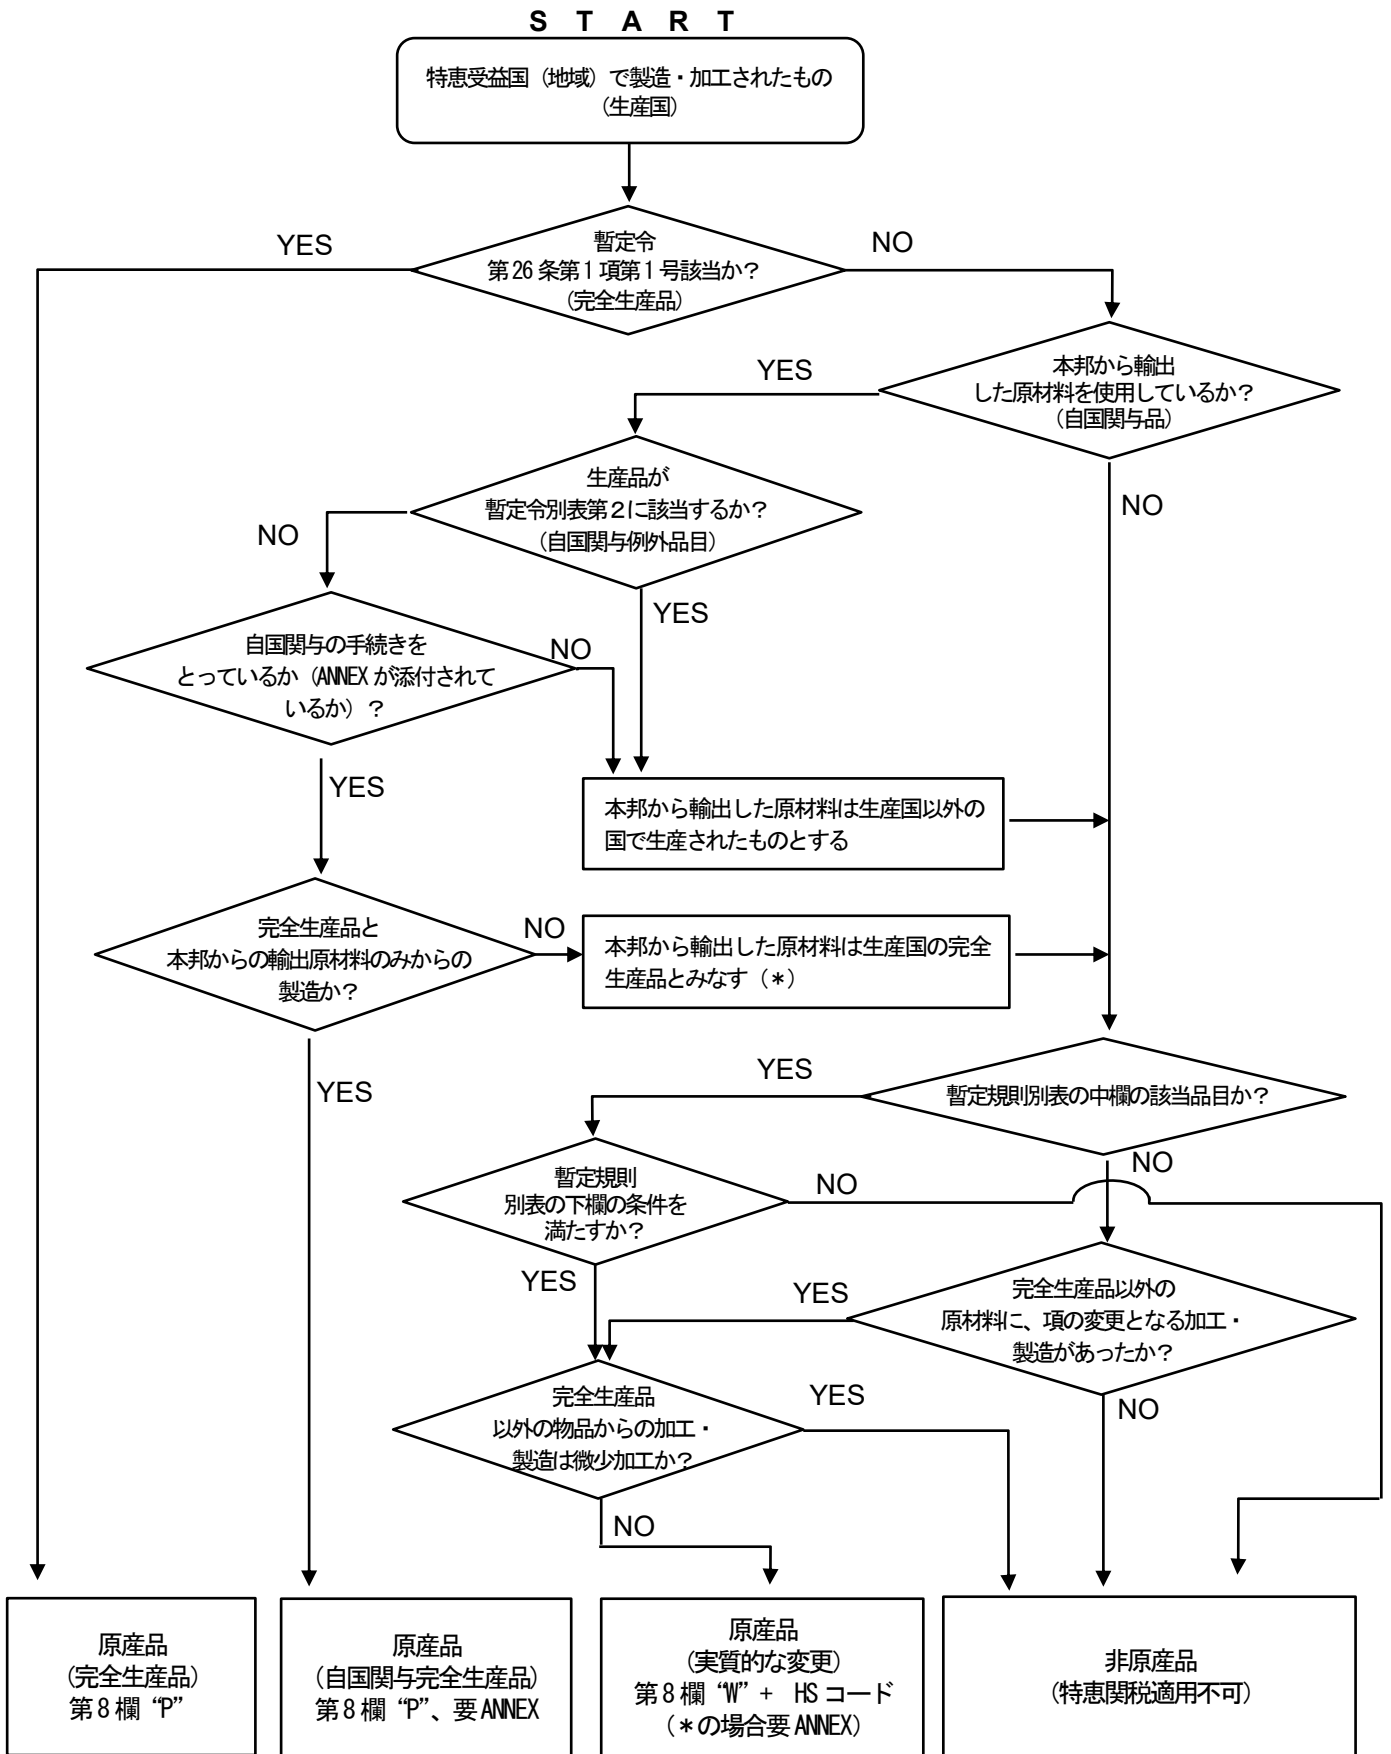 S T A R T
特恵受益国（地域）で製造・加工されたもの
（生産国）
YES
暫定令
第26条第1項第1号該当か？
（完全生産品）
NO
YES
本邦から輸出
した原材料を使用しているか？
（自国関与品）
NO
生産品が
暫定令別表第２に該当するか？
（自国関与例外品目）
NO
YES
自国関与の手続きを
とっているか（ANNEXが添付されて
いるか）？
NO
YES
本邦から輸出した原材料は生産国以外の
国で生産されたものとする
完全生産品と
本邦からの輸出原材料のみからの
製造か？
NO
本邦から輸出した原材料は生産国の完全
生産品とみなす（＊）
YES
YES
暫定規則別表の中欄の該当品目か？
NO
暫定規則
別表の下欄の条件を
満たすか？
NO
YES
YES
完全生産品以外の
原材料に、項の変更となる加工・
製造があったか？
NO
完全生産品
以外の物品からの加工・
製造は微少加工か？
YES
NO
原産品
（完全生産品）
第8欄“P”
原産品
（自国関与完全生産品）
第8欄“P”、要ANNEX
原産品
（実質的な変更）
第8欄“W”+ HSコード
（＊の場合要ANNEX）
非原産品
（特恵関税適用不可）